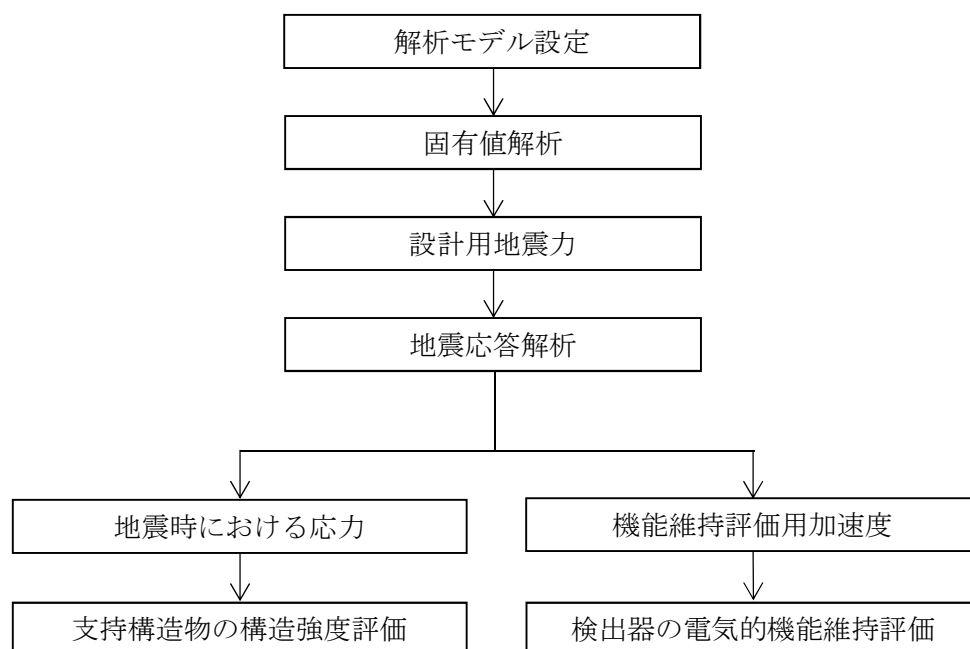 解析モデル設定
固有値解析
設計用地震力
地震応答解析
地震時における応力
機能維持評価用加速度
支持構造物の構造強度評価
検出器の電気的機能維持評価